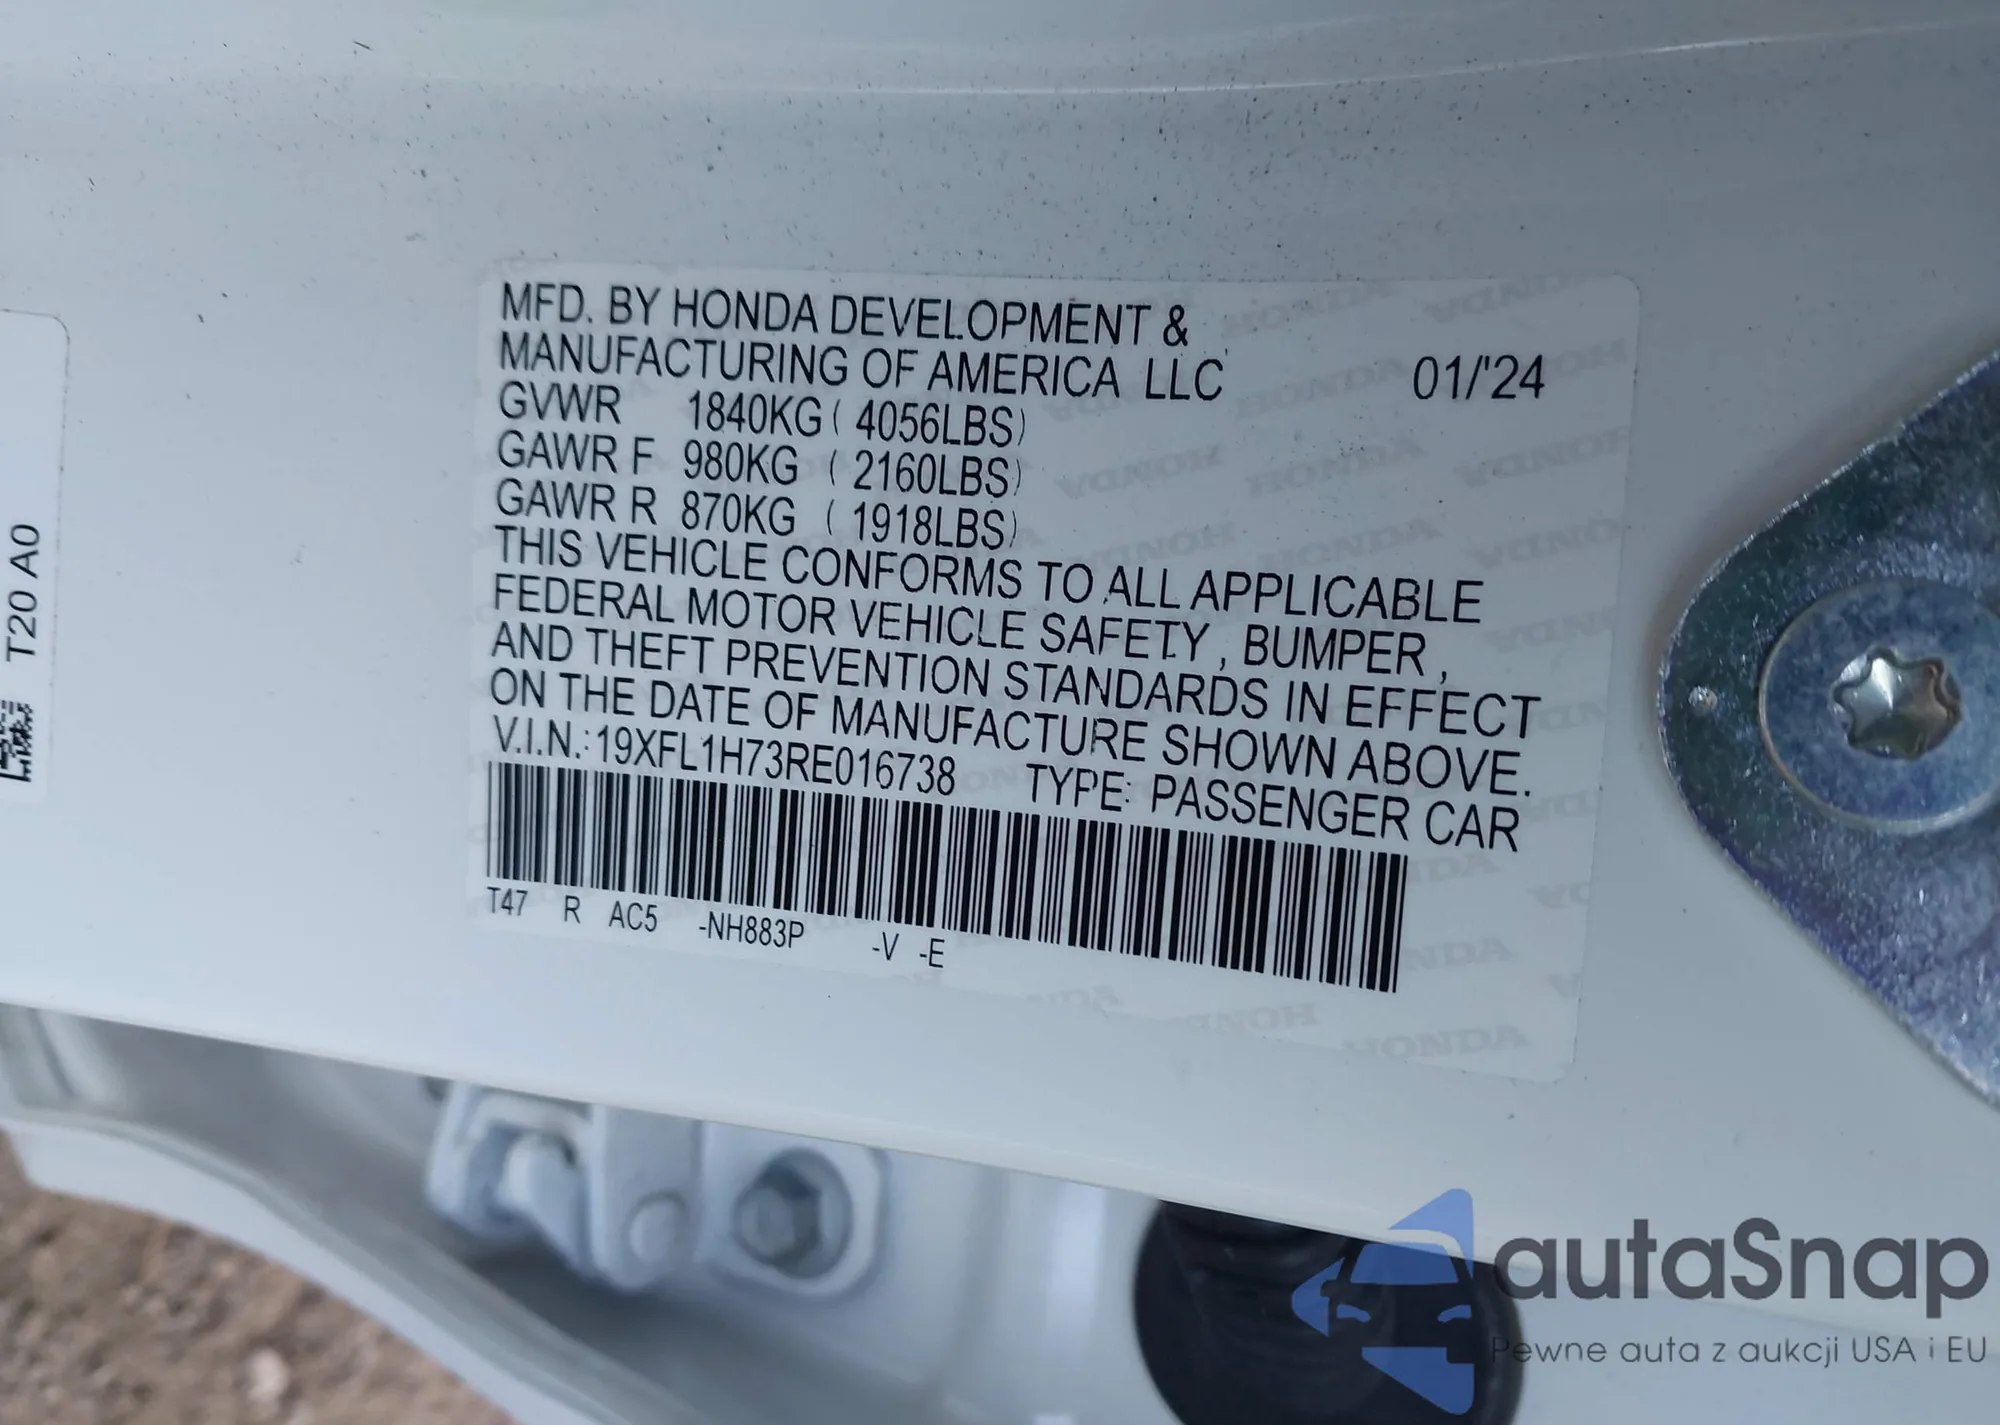 MFD. BY HONDA DEVELOPMENT &
MANUFACTURING OF AMERICA LLC 01/'24
GVWR 1840KG ( 4056LBS)
GAWR F 980KG ( 2160LBS)
GAWR R 870KG ( 1918LBS)
THIS VEHICLE CONFORMS TO ALL APPLICABLE
FEDERAL MOTOR VEHICLE SAFETY , BUMPER ,
AND THEFT PREVENTION STANDARDS IN EFFECT
ON THE DATE OF MANUFACTURE SHOWN ABOVE.
V.I.N.: 19XFL1H73RE016738 TYPE: PASSENGER CAR
T47 R AC5 -NH883P -V -E
T20 A0
autaSnap
Pewne auta z aukcji USA i EU